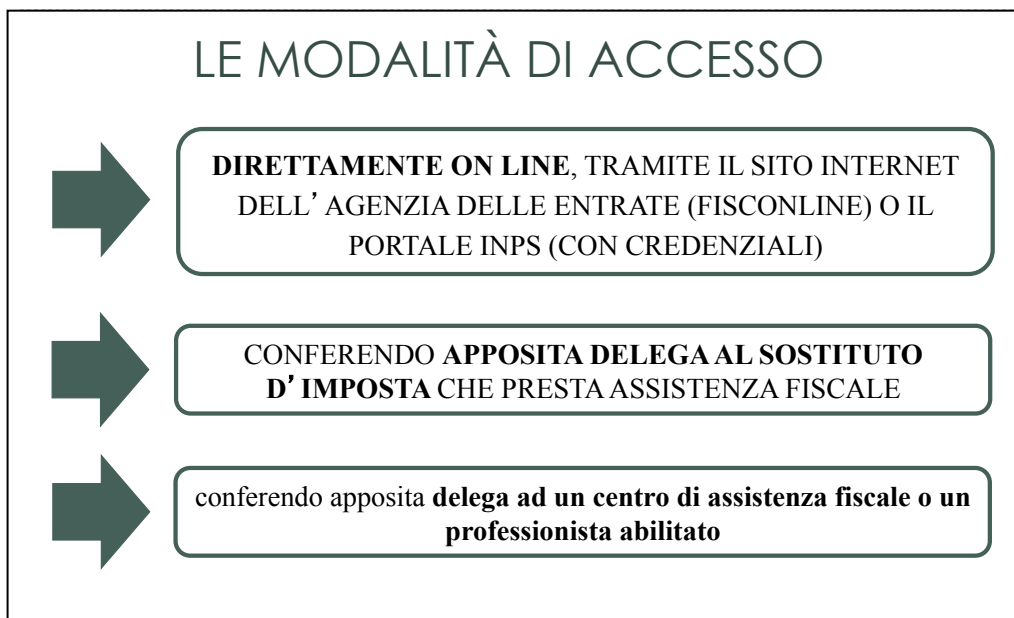 LE MODALITÀ DI ACCESSO
DIRETTAMENTE ON LINE, TRAMITE IL SITO INTERNET
DELL’ AGENZIA DELLE ENTRATE (FISCONLINE) O IL
PORTALE INPS (CON CREDENZIALI)
CONFERENDO APPOSITA DELEGA AL SOSTITUTO
D’ IMPOSTA CHE PRESTA ASSISTENZA FISCALE
conferendo apposita delega ad un centro di assistenza fiscale o un
professionista abilitato